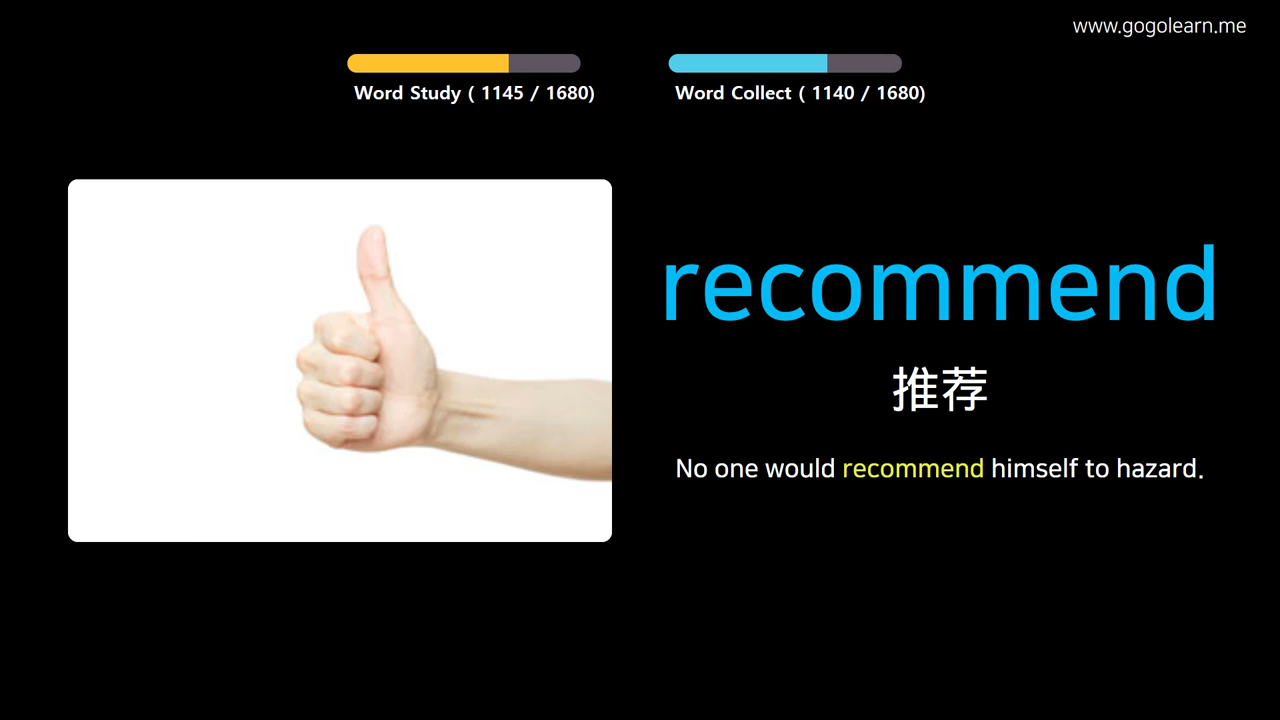 www.gogolearn.me
Word Study ( 1145 / 1680)
Word Collect ( 1140 / 1680)
recommend
推荐
No one would recommend himself to hazard.